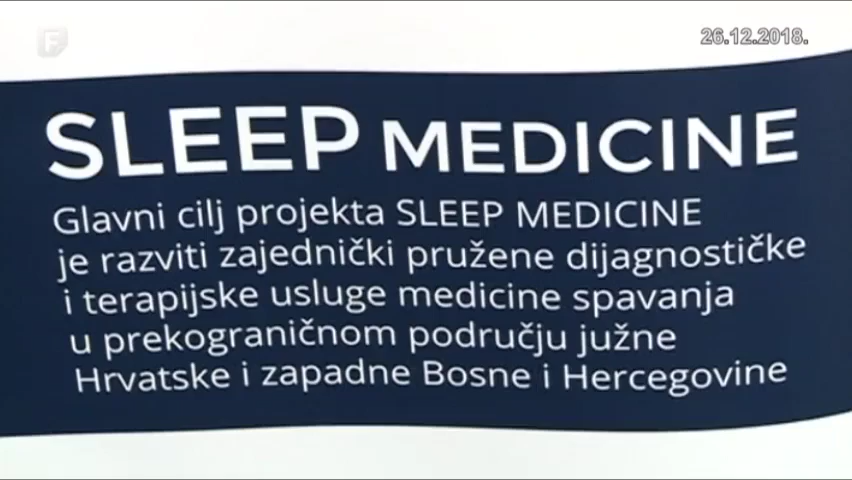 F
26.12.2018.
SLEEP MEDICINE
Glavni cilj projekta SLEEP MEDICINE
je razviti zajednički pružene dijagnostičke
i terapijske usluge medicine spavanja
u prekograničnom području južne
Hrvatske i zapadne Bosne i Hercegovine